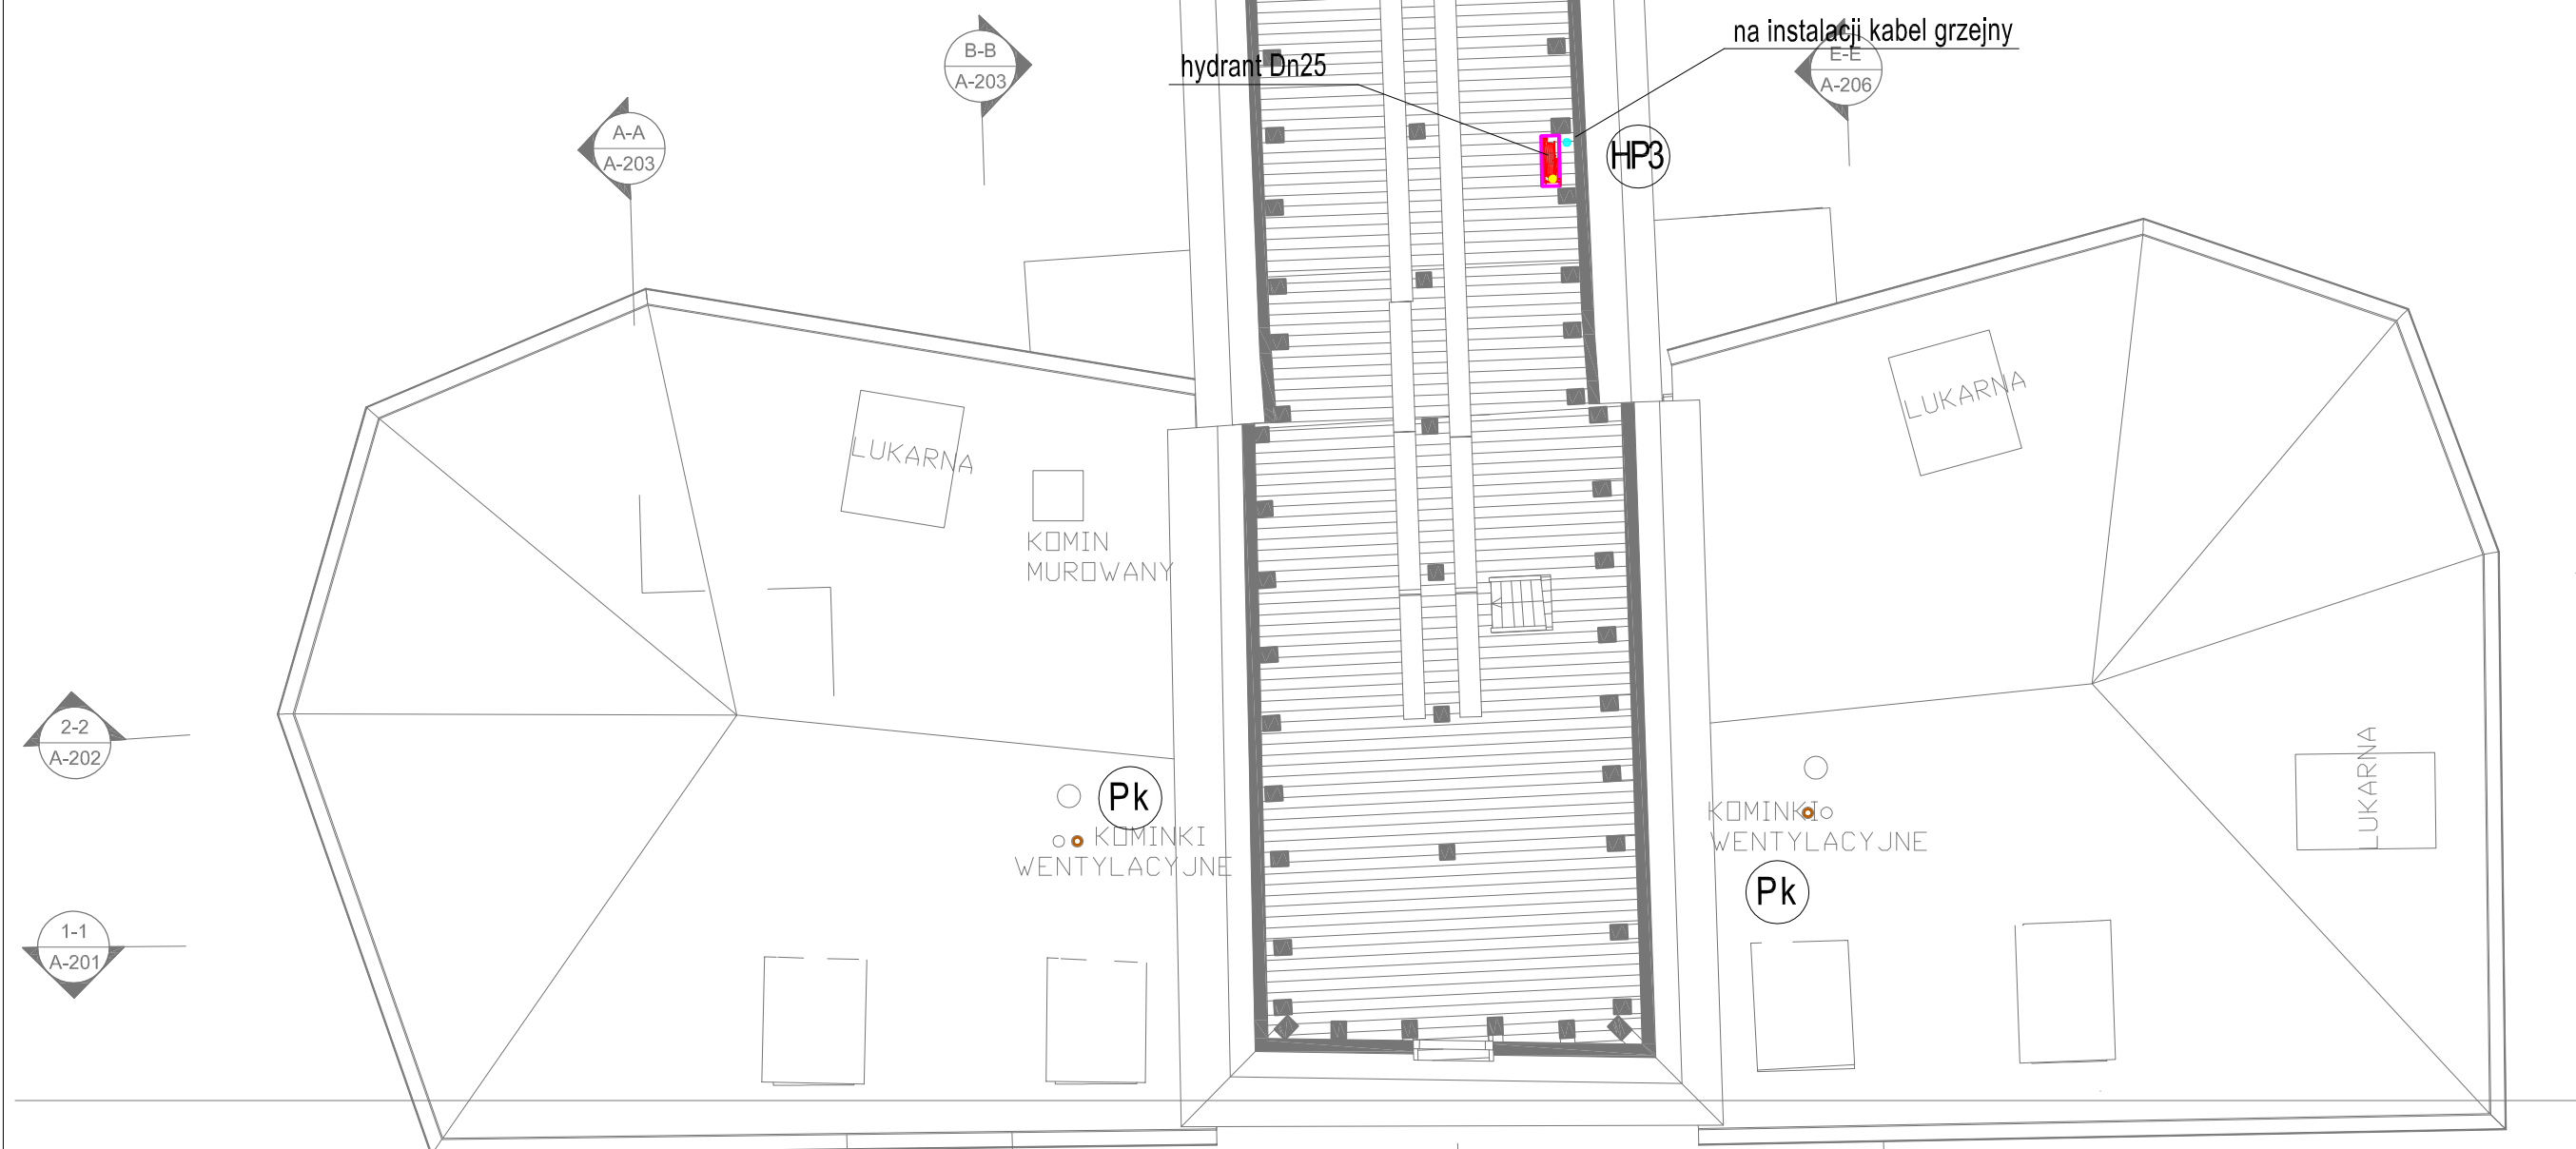 na instalacji kabel grzejny
B-B
A-203
hydrant Dn25
E-E
A-206
A-A
A-203
HP3
LUKARNA
LUKARNA
KOMIN
MUROWANY
2-2
A-202
LUKARNA
Pk
KOMINKI
WENTYLACYJNE
KOMINKI
WENTYLACYJNE
Pk
1-1
A-201